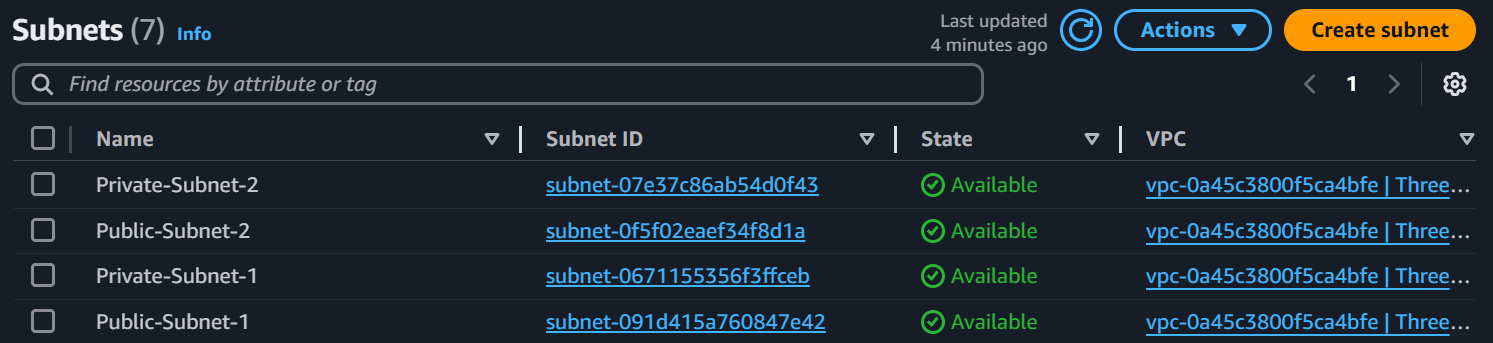 Subnets (7) Info
Last updated
4 minutes ago
Actions
Create subnet
Find resources by attribute or tag
1
Name Subnet ID State VPC
Private-Subnet-2 subnet-07e37c86ab54d0f43 Available vpc-0a45c3800f5ca4bfe | Three...
Public-Subnet-2 subnet-0f5f02eaef34f8d1a Available vpc-0a45c3800f5ca4bfe | Three...
Private-Subnet-1 subnet-0671155356f3ffceb Available vpc-0a45c3800f5ca4bfe | Three...
Public-Subnet-1 subnet-091d415a760847e42 Available vpc-0a45c3800f5ca4bfe | Three...